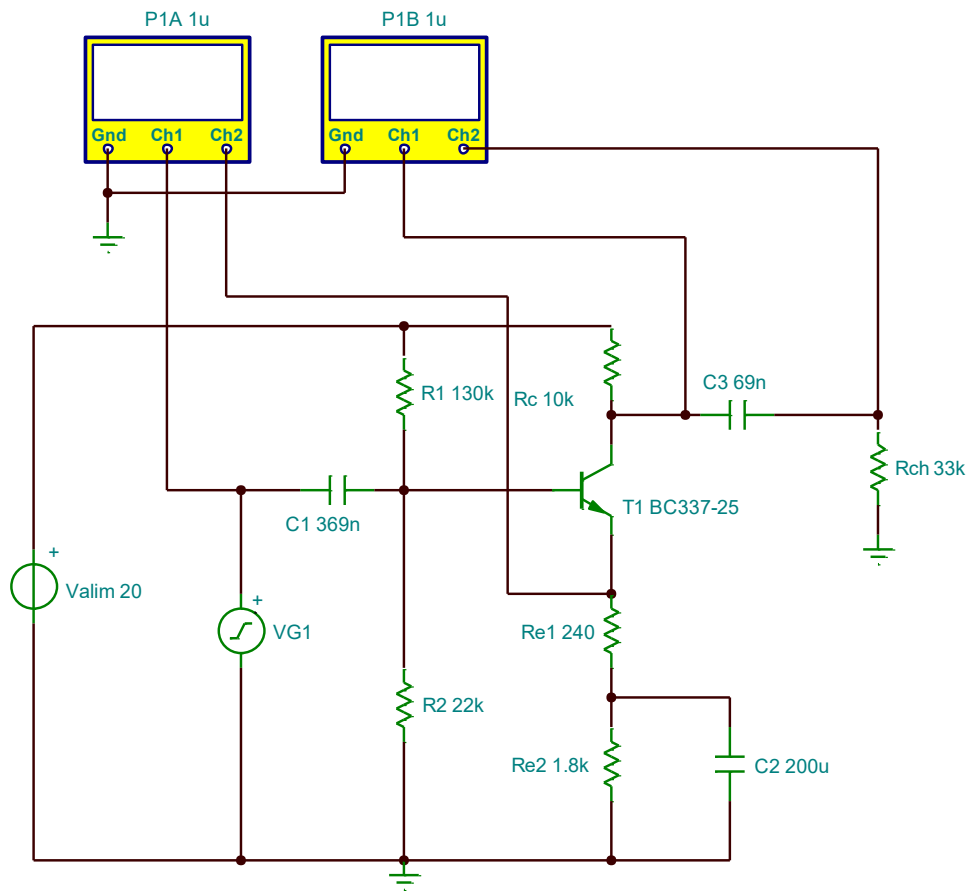 P1A 1u
P1B 1u
Gnd Ch1 Ch2
Gnd Ch1 Ch2
C3 69n
R1 130k
Rc 10k
Rch 33k
T1 BC337-25
C1 369n
+
Valim 20
+
VG1
Re1 240
R2 22k
Re2 1.8k
C2 200u